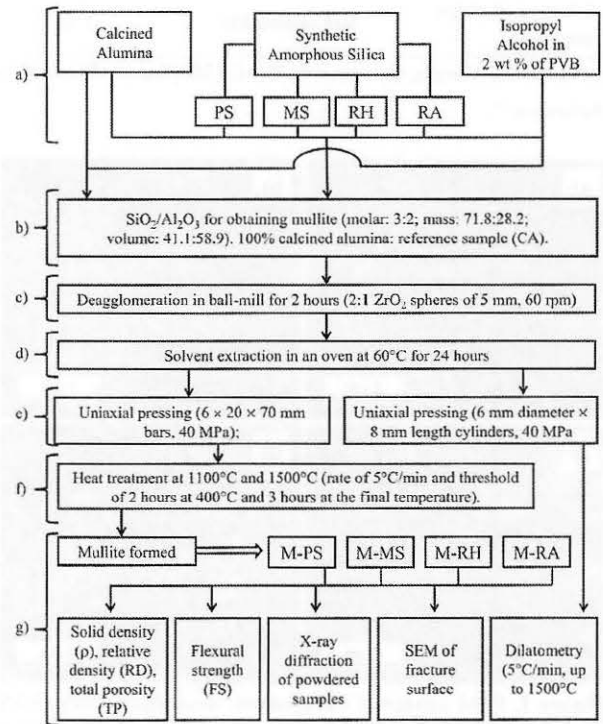 a)
Calcined
Alumina
Synthetic
Amorphous Silica
Isopropyl
Alcohol in
2 wt % of PVB
PS
MS
RH
RA
b)
SiO₂/Al₂O₃ for obtaining mullite (molar: 3:2; mass: 71.8:28.2;
volume: 41.1:58.9). 100% calcined alumina: reference sample (CA).
c)
Deagglomeration in ball-mill for 2 hours (2:1 ZrO₂ spheres of 5 mm, 60 rpm)
d)
Solvent extraction in an oven at 60°C for 24 hours
e)
Uniaxial pressing (6 × 20 × 70 mm
bars, 40 MPa);
Uniaxial pressing (6 mm diameter ×
8 mm length cylinders, 40 MPa
f)
Heat treatment at 1100°C and 1500°C (rate of 5°C/min and threshold
of 2 hours at 400°C and 3 hours at the final temperature).
Mullite formed
M-PS
M-MS
M-RH
M-RA
g)
Solid density
(ρ), relative
density (RD),
total porosity
(TP)
Flexural
strength
(FS)
X-ray
diffraction
of powdered
samples
SEM of
fracture
surface
Dilatometry
(5°C/min, up
to 1500°C)